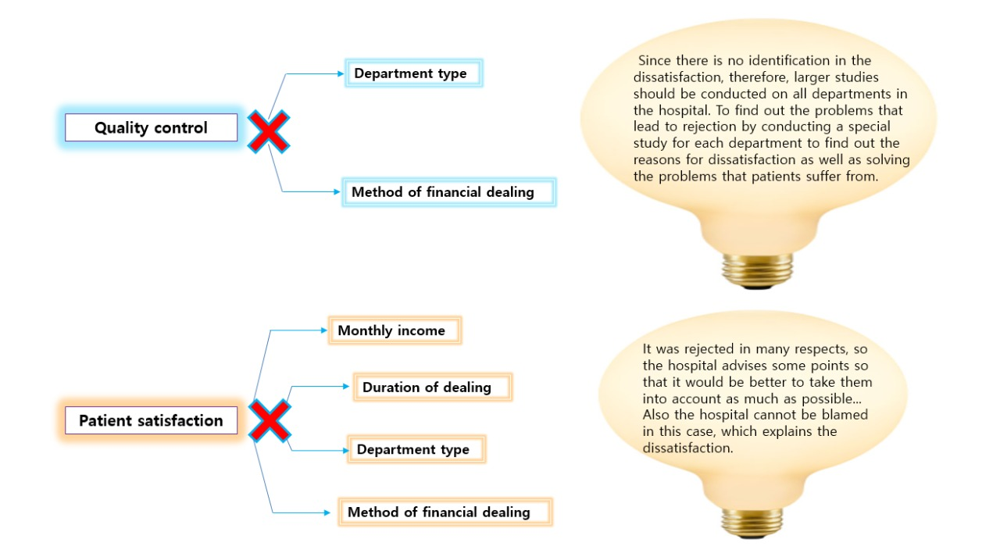 Quality control
Department type
Method of financial dealing
Since there is no identification in the
dissatisfaction, therefore, larger studies
should be conducted on all departments in
the hospital. To find out the problems that
lead to rejection by conducting a special
study for each department to find out the
reasons for dissatisfaction as well as solving
the problems that patients suffer from.
Patient satisfaction
Monthly income
Duration of dealing
Department type
Method of financial dealing
It was rejected in many respects, so
the hospital advises some points so
that it would be better to take them
into account as much as possible...
Also the hospital cannot be blamed
in this case, which explains the
dissatisfaction.